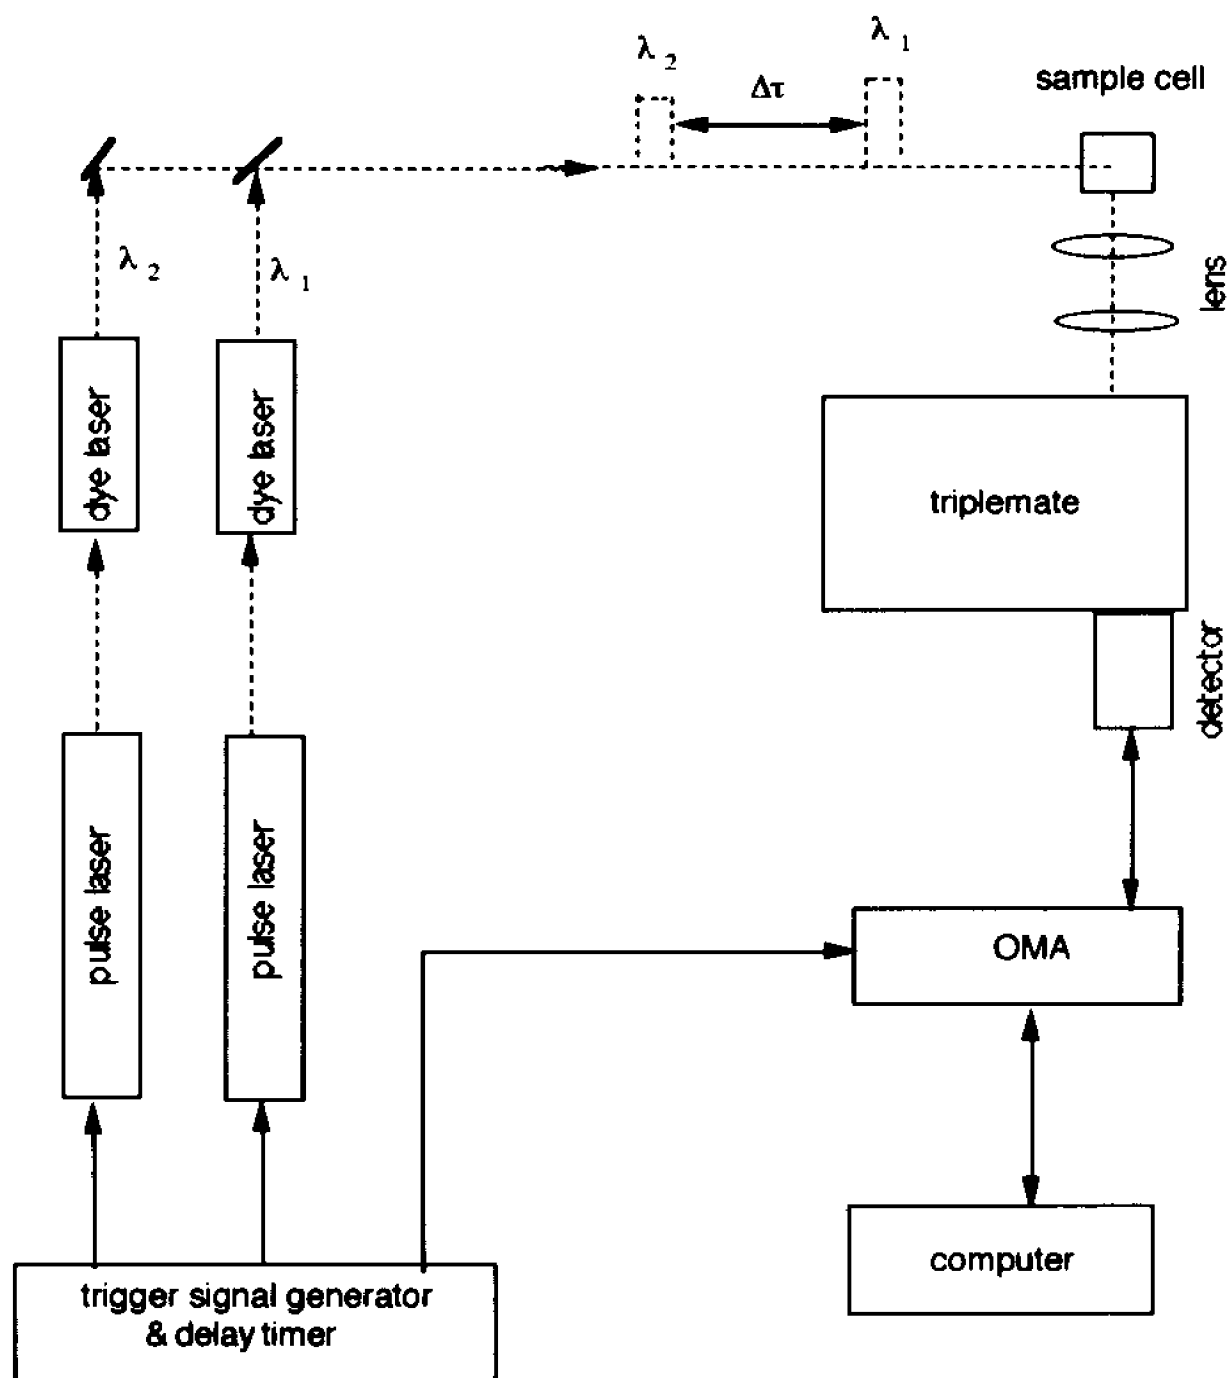 λ 2
Δτ
λ 1
sample cell
λ 2
λ 1
lens
dye laser
dye laser
triplemate
detector
pulse laser
pulse laser
OMA
computer
trigger signal generator
& delay timer